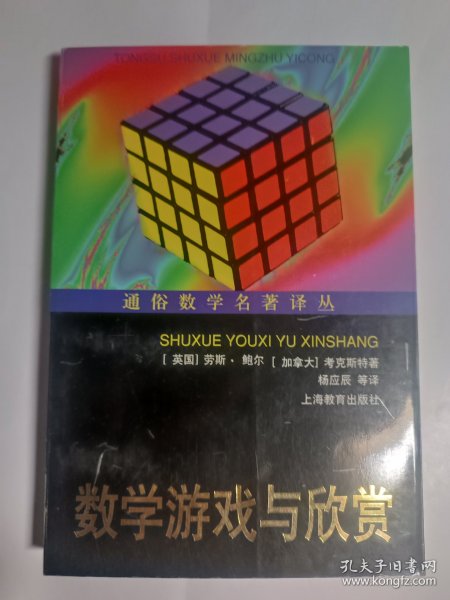 TONGSU SHUXUE MINGZHU YICONG
通俗数学名著译丛
SHUXUE YOUXI YU XINSHANG
[英国] 劳斯·鲍尔 [加拿大] 考克斯特著
杨应辰 等译
上海教育出版社
数学游戏与欣赏
孔夫子旧书网
www.kongfz.com